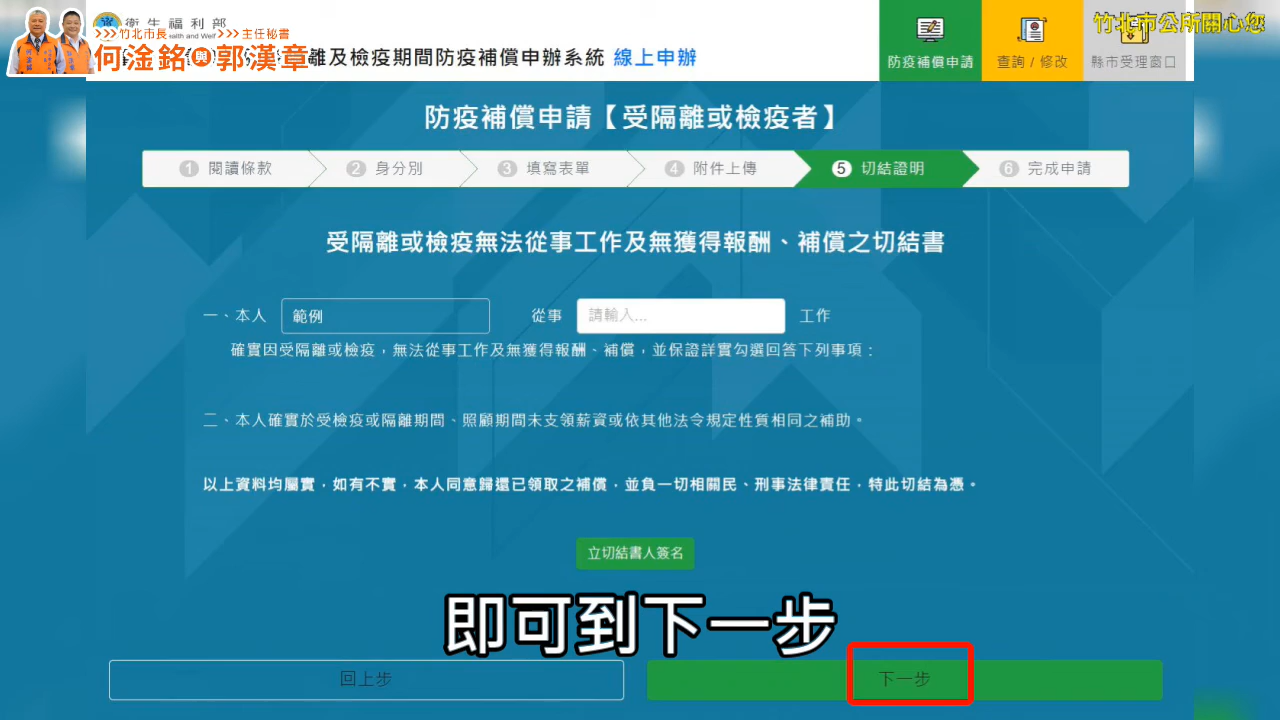 衛生福利部
>>>竹北市長 >>>主任秘書
何淦銘與郭漢章
離及檢疫期間防疫補償申辦系統 線上申辦
防疫補償申請
查詢 / 修改
縣市受理窗口
竹北市公所關心您
防疫補償申請【受隔離或檢疫者】
1 閱讀條款
2 身分別
3 填寫表單
4 附件上傳
5 切結證明
6 完成申請
受隔離或檢疫無法從事工作及無獲得報酬、補償之切結書
一、本人 範例 從事 請輸入... 工作
確實因受隔離或檢疫，無法從事工作及無獲得報酬、補償，並保證詳實勾選回答下列事項：
二、本人確實於受檢疫或隔離期間、照顧期間未支領薪資或依其他法令規定性質相同之補助。
以上資料均屬實，如有不實，本人同意歸還已領取之補償，並負一切相關民、刑事法律責任，特此切結為憑。
立切結書人簽名
即可到下一步
回上步
下一步